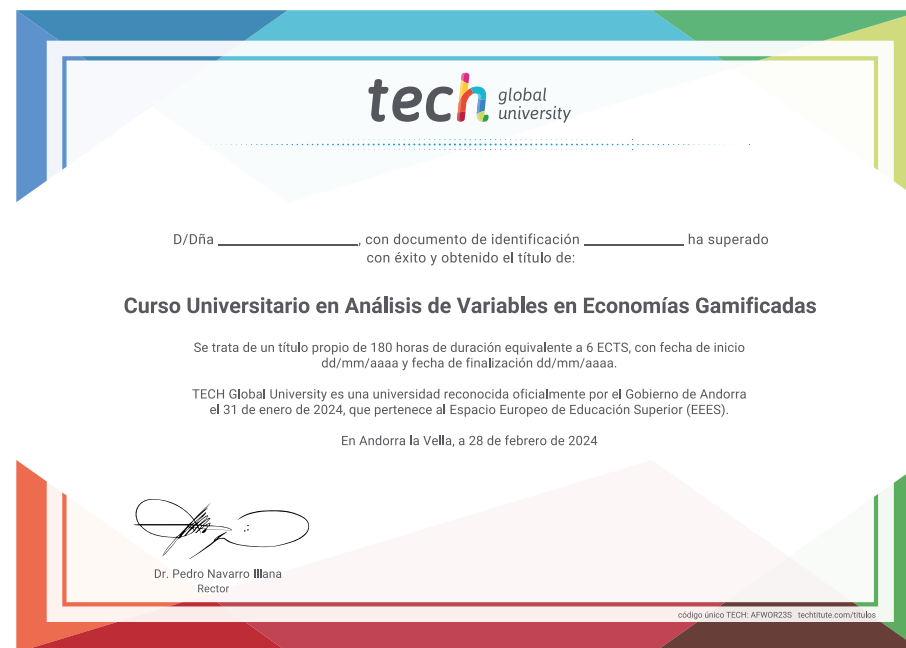 tech global university
D/Dña ______________, con documento de identificación __________ ha superado
con éxito y obtenido el título de:
Curso Universitario en Análisis de Variables en Economías Gamificadas
Se trata de un título propio de 180 horas de duración equivalente a 6 ECTS, con fecha de inicio
dd/mm/aaaa y fecha de finalización dd/mm/aaaa.
TECH Global University es una universidad reconocida oficialmente por el Gobierno de Andorra
el 31 de enero de 2024, que pertenece al Espacio Europeo de Educación Superior (EEES).
En Andorra la Vella, a 28 de febrero de 2024
Dr. Pedro Navarro Illana
Rector
código único TECH: AFWOR23S techtitute.com/titulos